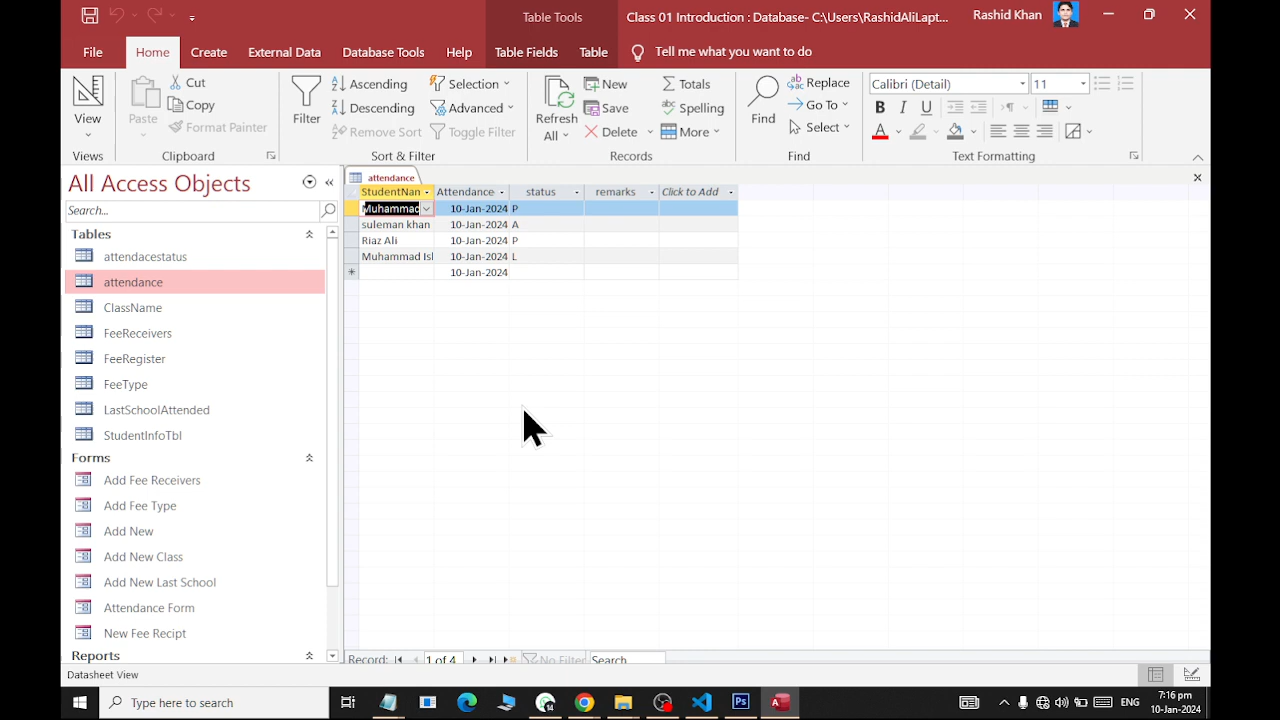 Table Tools
Class 01 Introduction : Database- C:\Users\RashidAliLapt...
Rashid Khan
File
Home
Create
External Data
Database Tools
Help
Table Fields
Table
Tell me what you want to do
View
Views
Paste
Cut
Copy
Format Painter
Clipboard
Filter
Ascending
Descending
Remove Sort
Selection
Advanced
Toggle Filter
Sort & Filter
Refresh
All
New
Save
Delete
Totals
Spelling
More
Records
Find
Replace
Go To
Select
Find
Calibri (Detail)
11
B I U
A
Text Formatting
All Access Objects
Search...
Tables
attendacestatus
attendance
ClassName
FeeReceivers
FeeRegister
FeeType
LastSchoolAttended
StudentInfoTbl
Forms
Add Fee Receivers
Add Fee Type
Add New
Add New Class
Add New Last School
Attendance Form
New Fee Recipt
Reports
attendance
StudentNan Attendance status remarks Click to Add
Muhammad 10-Jan-2024 P
suleman khan 10-Jan-2024 A
Riaz Ali 10-Jan-2024 P
Muhammad Isl 10-Jan-2024 L
10-Jan-2024
Record: 1 of 4 No Filter Search
Datasheet View
Type here to search
ENG
7:16 pm
10-Jan-2024